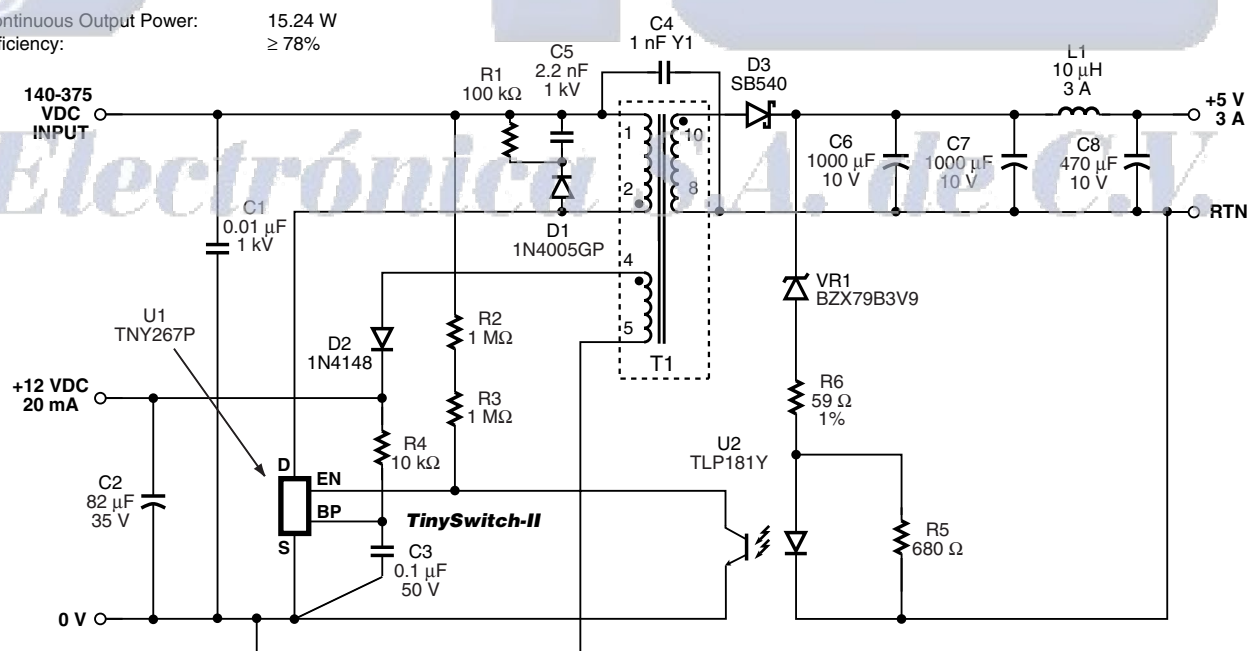 ontinuous Output Power: 15.24 W
ficiency: ≥ 78%
C4
1 nF Y1
C5
2.2 nF
1 kV
R1
100 kΩ
D3
SB540
L1
10 μH
3 A
140-375
VDC
INPUT
+5 V
3 A
1
10
2
8
C6
1000 μF
10 V
C7
1000 μF
10 V
C8
470 μF
10 V
Electrónica S.A. de C.V.
RTN
C1
0.01 μF
1 kV
D1
1N4005GP
4
5
T1
VR1
BZX79B3V9
U1
TNY267P
D2
1N4148
R2
1 MΩ
R3
1 MΩ
R6
59 Ω
1%
+12 VDC
20 mA
R4
10 kΩ
U2
TLP181Y
C2
82 μF
35 V
D
EN
BP
S
TinySwitch-II
C3
0.1 μF
50 V
R5
680 Ω
0 V